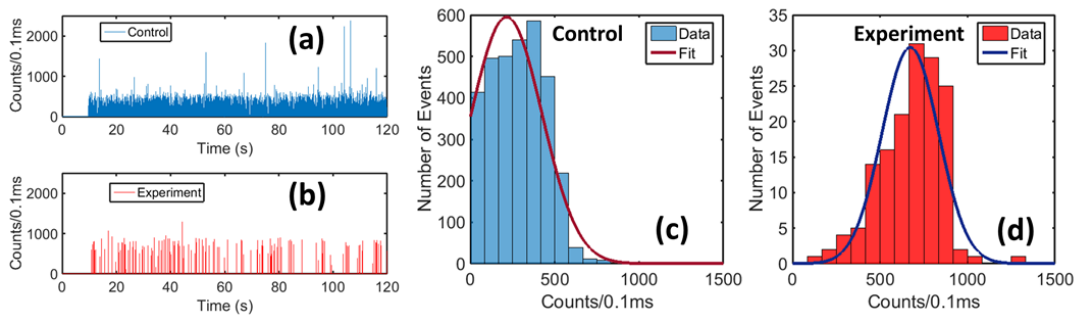 Counts/0.1ms
2000
1000
0
Control
(a)
0 20 40 60 80 100 120
Time (s)
Counts/0.1ms
2000
1000
0
Experiment
(b)
0 20 40 60 80 100 120
Time (s)
Number of Events
600
500
400
300
200
100
0
Control
Data
Fit
(c)
0 500 1000 1500
Counts/0.1ms
Number of Events
35
30
25
20
15
10
5
0
Experiment
Data
Fit
(d)
0 500 1000 1500
Counts/0.1ms